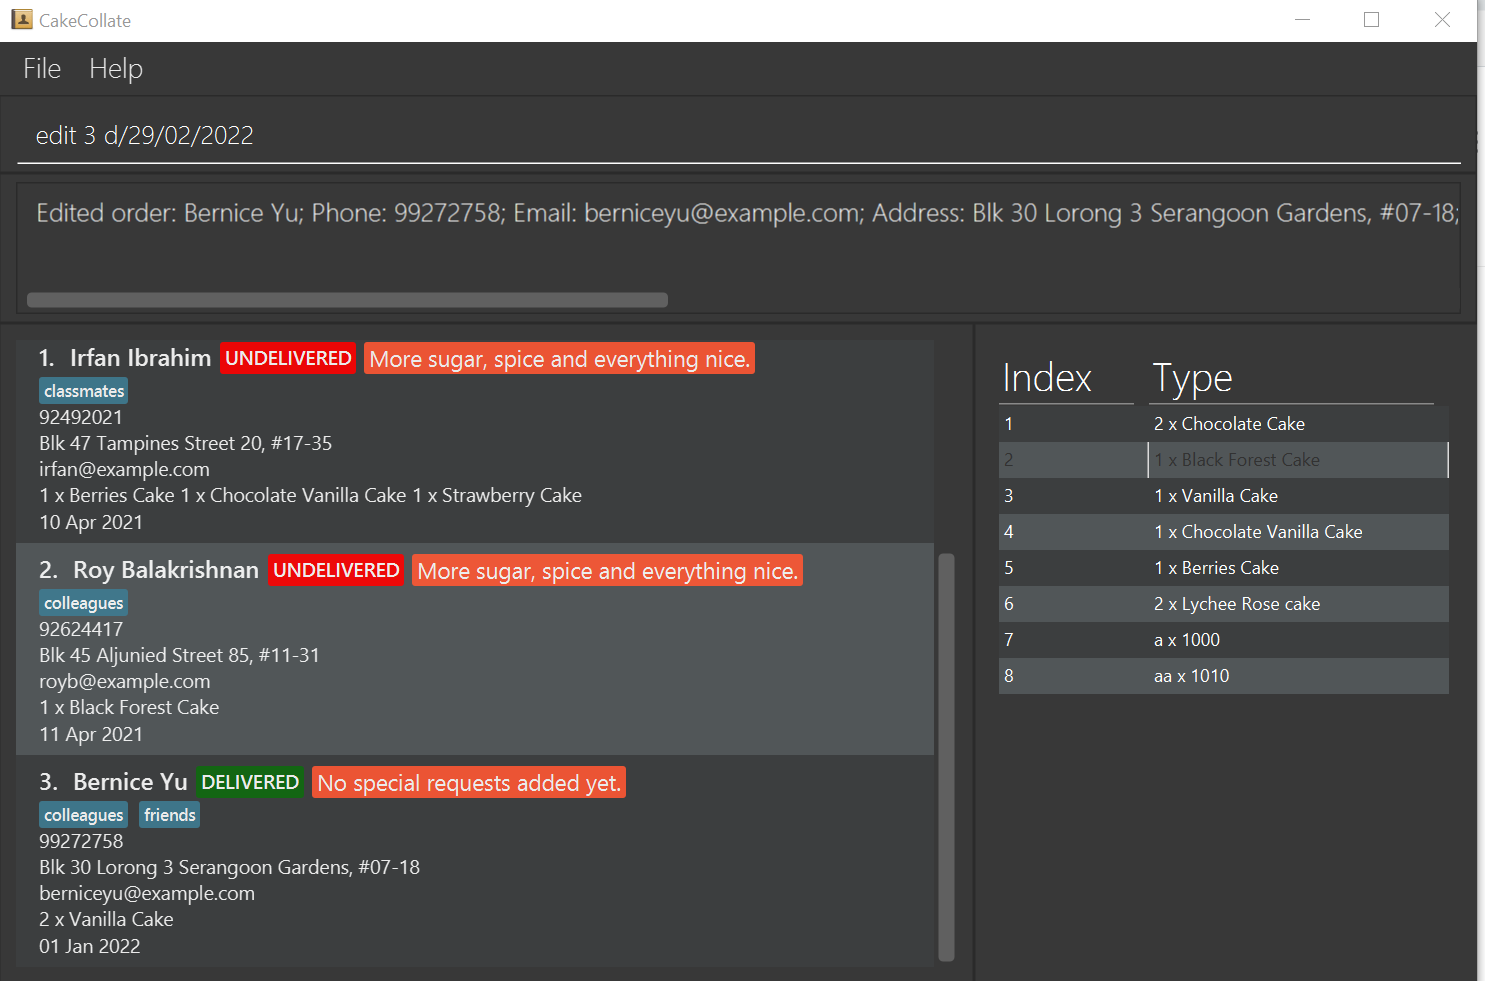 CakeCollate
File Help
edit 3 d/29/02/2022
Edited order: Bernice Yu; Phone: 99272758; Email: berniceyu@example.com; Address: Blk 30 Lorong 3 Serangoon Gardens, #07-18;
1. Irfan Ibrahim UNDELIVERED More sugar, spice and everything nice.
classmates
92492021
Blk 47 Tampines Street 20, #17-35
irfan@example.com
1 x Berries Cake 1 x Chocolate Vanilla Cake 1 x Strawberry Cake
10 Apr 2021
2. Roy Balakrishnan UNDELIVERED More sugar, spice and everything nice.
colleagues
92624417
Blk 45 Aljunied Street 85, #11-31
royb@example.com
1 x Black Forest Cake
11 Apr 2021
3. Bernice Yu DELIVERED No special requests added yet.
colleagues friends
99272758
Blk 30 Lorong 3 Serangoon Gardens, #07-18
berniceyu@example.com
2 x Vanilla Cake
01 Jan 2022
Index Type
1 2 x Chocolate Cake
2 1 x Black Forest Cake
3 1 x Vanilla Cake
4 1 x Chocolate Vanilla Cake
5 1 x Berries Cake
6 2 x Lychee Rose cake
7 a x 1000
8 aa x 1010